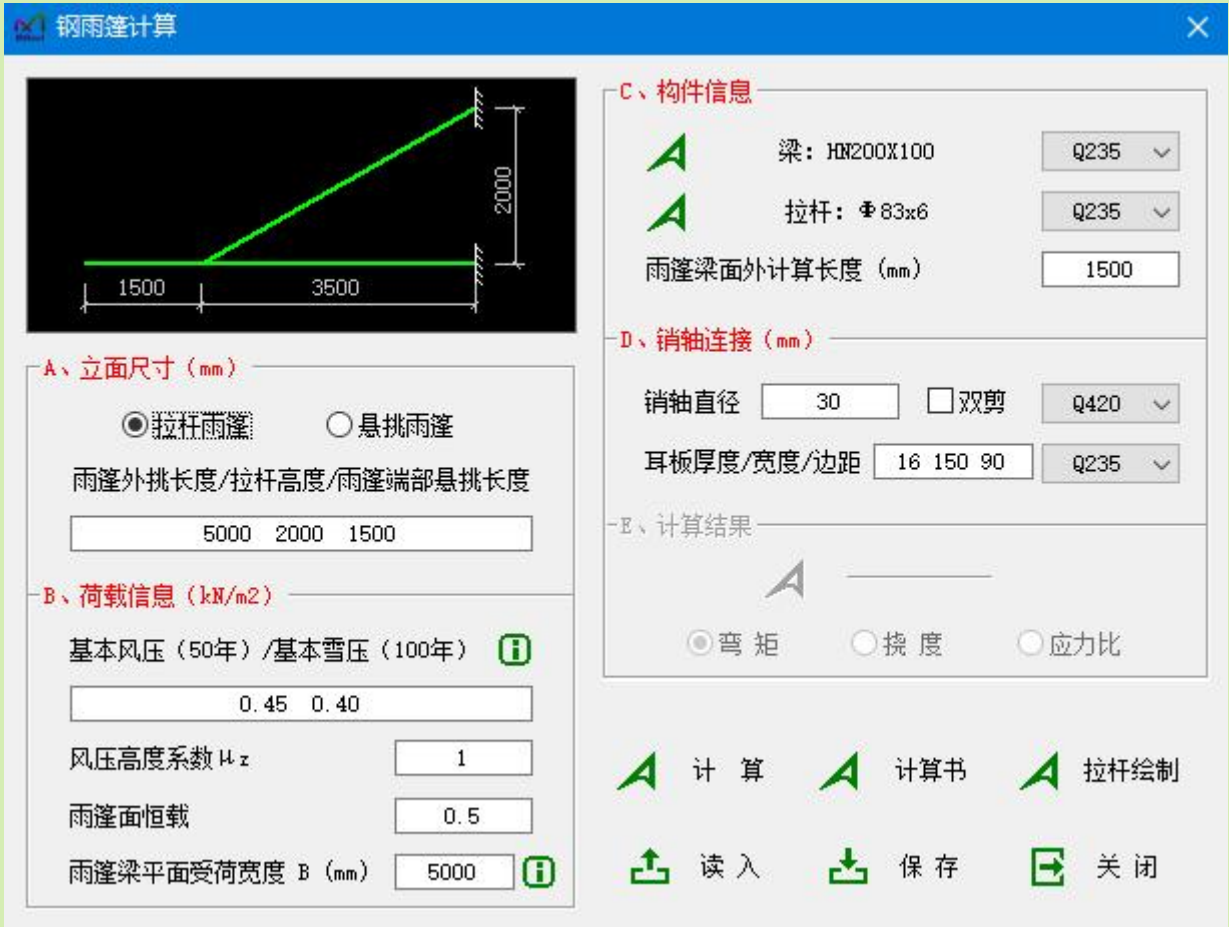 钢雨篷计算
2000
1500
3500
A、立面尺寸（mm）
拉杆雨篷
悬挑雨篷
雨篷外挑长度/拉杆高度/雨篷端部悬挑长度
5000 2000 1500
B、荷载信息（kN/m2）
基本风压（50年）/基本雪压（100年）
0.45 0.40
风压高度系数μz
1
雨篷面恒载
0.5
雨篷梁平面受荷宽度 B（mm）
5000
C、构件信息
梁：HN200X100
Q235
拉杆：Φ83x6
Q235
雨篷梁面外计算长度（mm）
1500
D、销轴连接（mm）
销轴直径
30
双剪
Q420
耳板厚度/宽度/边距
16 150 90
Q235
E、计算结果
弯 矩
挠 度
应力比
计 算
计算书
拉杆绘制
读 入
保 存
关 闭